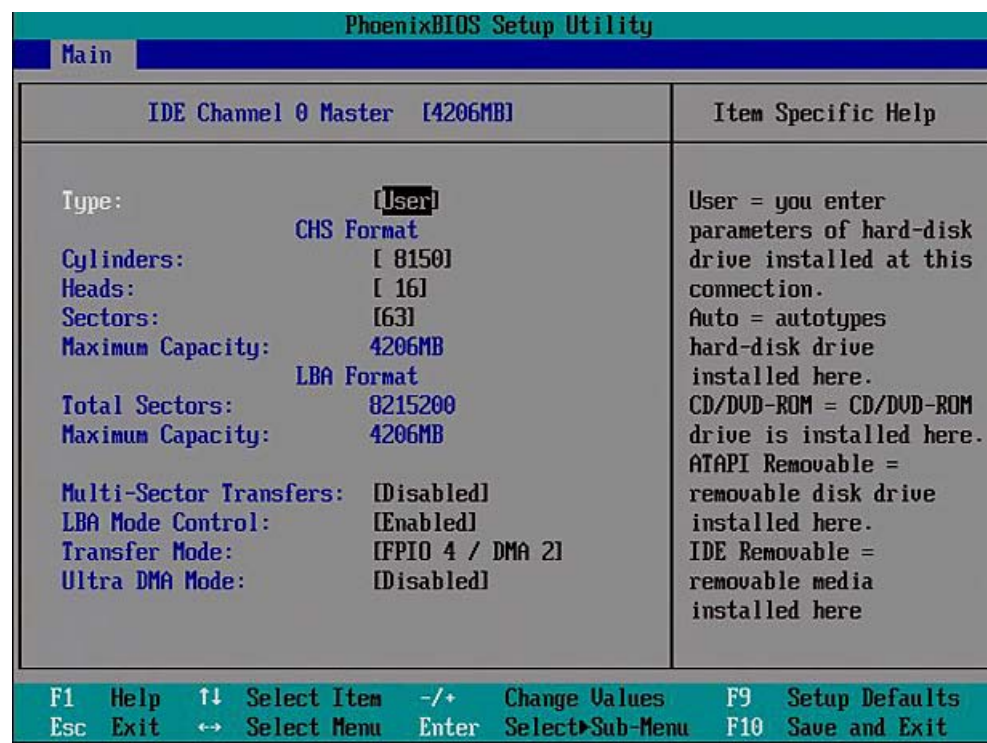 PhoenixBIOS Setup Utility
Main
IDE Channel 0 Master [4206MB]
Type: [User]
CHS Format
Cylinders: [ 8150]
Heads: [ 16]
Sectors: [63]
Maximum Capacity: 4206MB
LBA Format
Total Sectors: 8215200
Maximum Capacity: 4206MB
Multi-Sector Transfers: [Disabled]
LBA Mode Control: [Enabled]
Transfer Mode: [FPIO 4 / DMA 2]
Ultra DMA Mode: [Disabled]
Item Specific Help
User = you enter
parameters of hard-disk
drive installed at this
connection.
Auto = autotypes
hard-disk drive
installed here.
CD/DVD-ROM = CD/DVD-ROM
drive is installed here.
ATAPI Removable =
removable disk drive
installed here.
IDE Removable =
removable media
installed here
F1 Help ↑↓ Select Item -/+ Change Values F9 Setup Defaults
Esc Exit ↔ Select Menu Enter Select▶Sub-Menu F10 Save and Exit